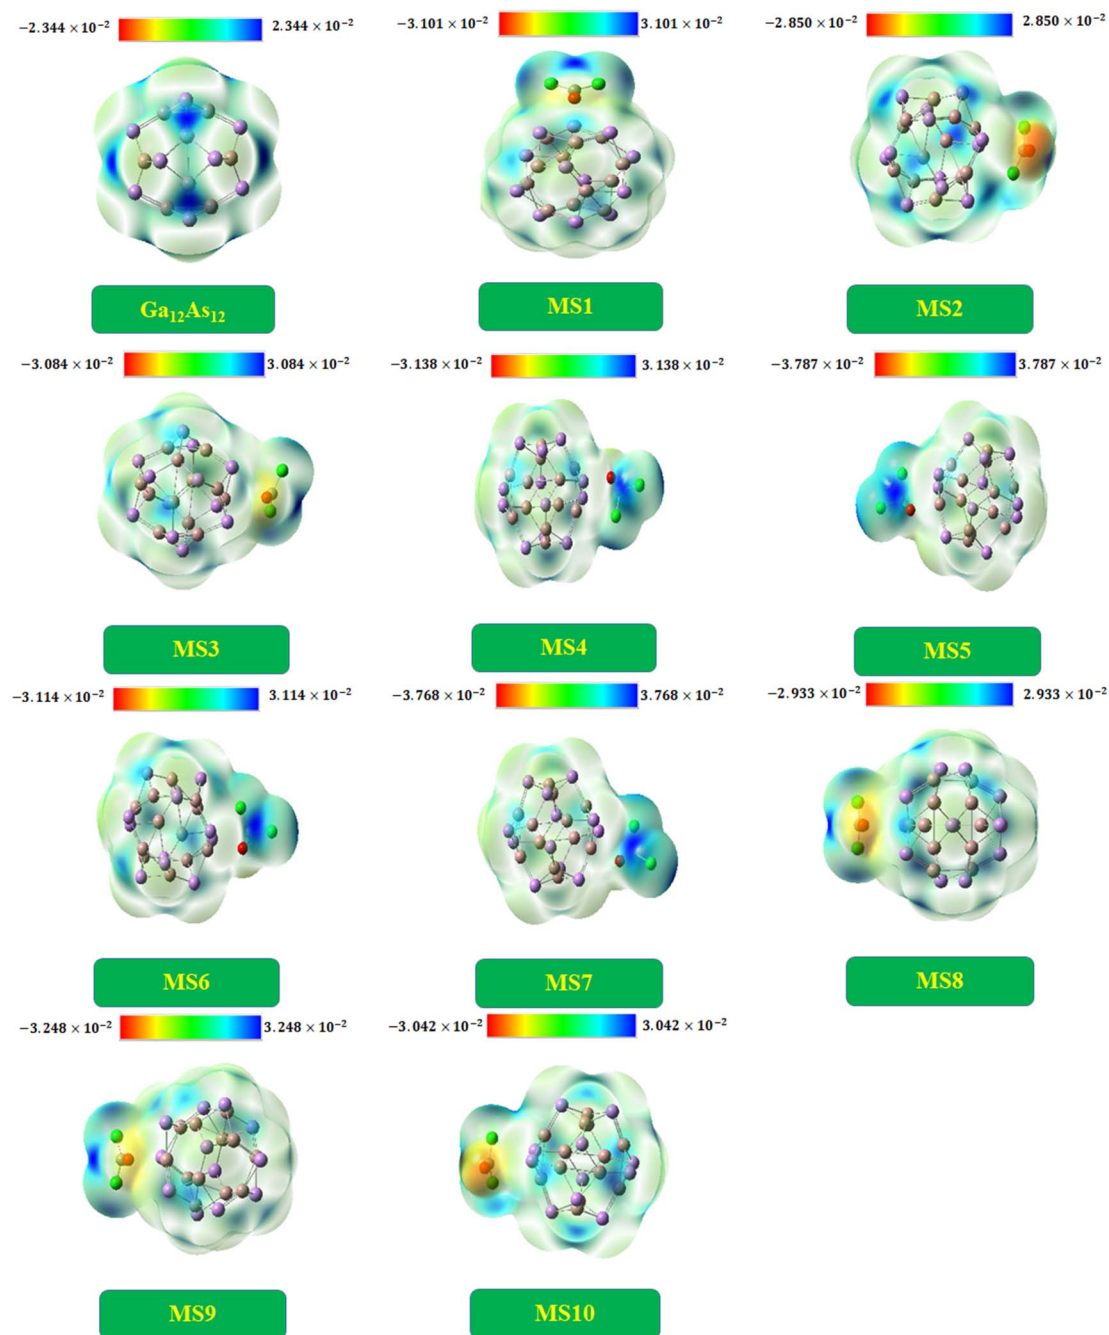 −2.344 × 10⁻² 2.344 × 10⁻²
−3.101 × 10⁻² 3.101 × 10⁻²
−2.850 × 10⁻² 2.850 × 10⁻²
Ga₁₂As₁₂
MS1
MS2
−3.084 × 10⁻² 3.084 × 10⁻²
−3.138 × 10⁻² 3.138 × 10⁻²
−3.787 × 10⁻² 3.787 × 10⁻²
MS3
MS4
MS5
−3.114 × 10⁻² 3.114 × 10⁻²
−3.768 × 10⁻² 3.768 × 10⁻²
−2.933 × 10⁻² 2.933 × 10⁻²
MS6
MS7
MS8
−3.248 × 10⁻² 3.248 × 10⁻²
−3.042 × 10⁻² 3.042 × 10⁻²
MS9
MS10